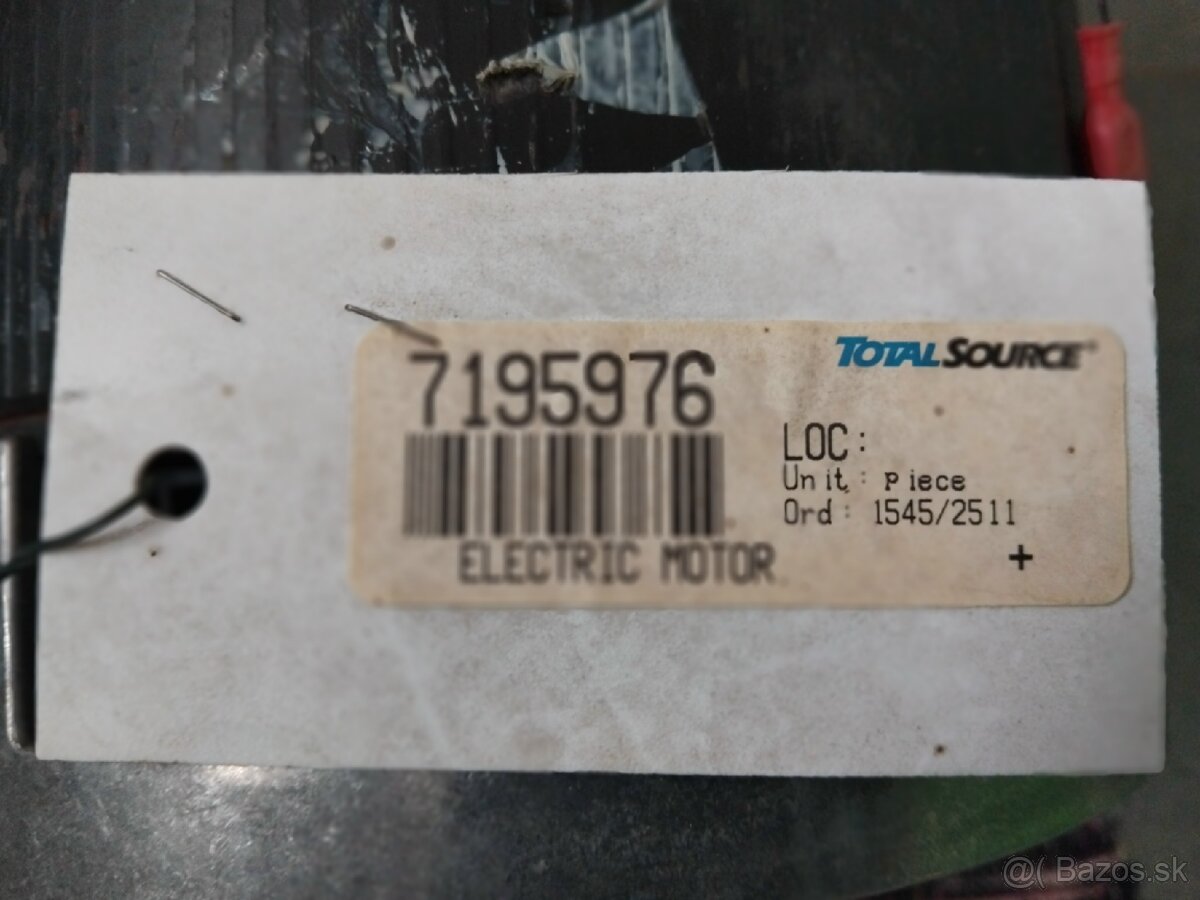 7195976
TOTALSOURCE®
LOC:
Unit: Piece
Ord: 1545/2511
+
ELECTRIC MOTOR
@( Bazos.sk